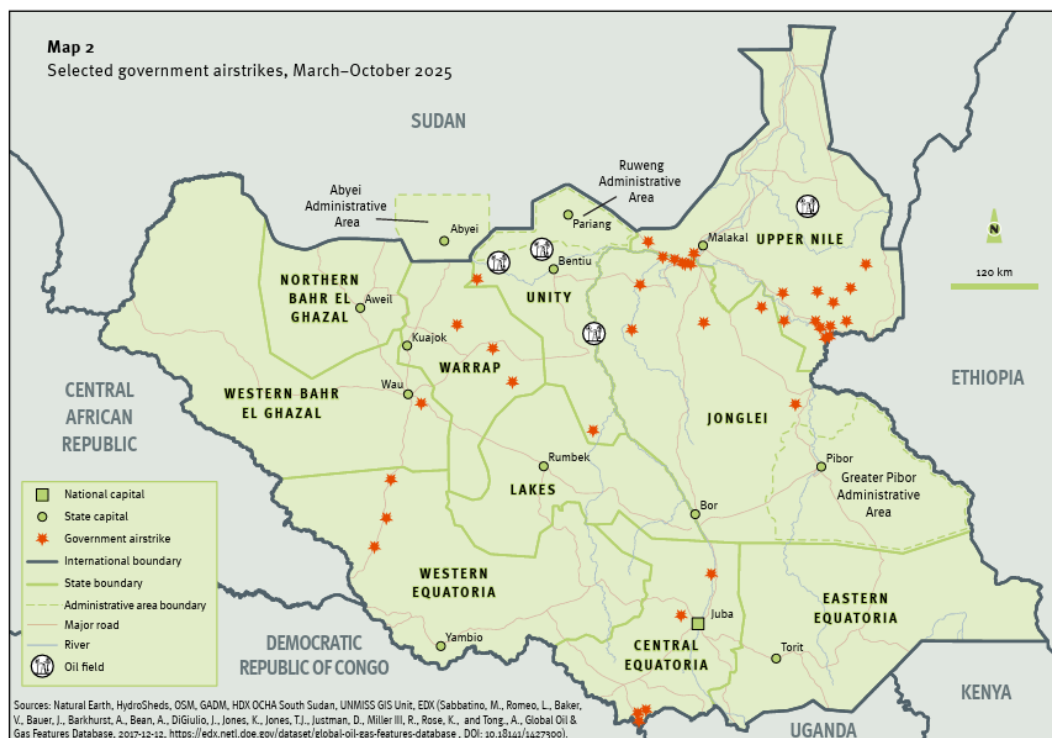 Map 2
Selected government airstrikes, March–October 2025
SUDAN
Ruweng
Administrative
Area
Abyei
Administrative
Area
Pariang
Abyei
Malakal
UPPER NILE
N
120 km
Bentiu
NORTHERN
BAHR EL
GHAZAL
Aweil
UNITY
Kuajok
WARRAP
ETHIOPIA
CENTRAL
AFRICAN
REPUBLIC
WESTERN BAHR
EL GHAZAL
Wau
JONGLEI
Rumbek
Pibor
Greater Pibor
Administrative
Area
LAKES
Bor
National capital
State capital
Government airstrike
International boundary
State boundary
Administrative area boundary
Major road
River
Oil field
WESTERN
EQUATORIA
EASTERN
EQUATORIA
Juba
DEMOCRATIC
REPUBLIC OF CONGO
Yambio
CENTRAL
EQUATORIA
Torit
KENYA
UGANDA
Sources: Natural Earth, HydroSheds, OSM, GADM, HDX OCHA South Sudan, UNMISS GIS Unit, EDX (Sabbatino, M., Romeo, L., Baker,
V., Bauer, J., Barkhurst, A., Bean, A., DiGiulio, J., Jones, K., Jones, T.J., Justman, D., Miller III, R., Rose, K., and Tong., A., Global Oil &
Gas Features Database, 2017-12-12, https://edx.netl.doe.gov/dataset/global-oil-gas-features-database , DOI: 10.18141/1427300).